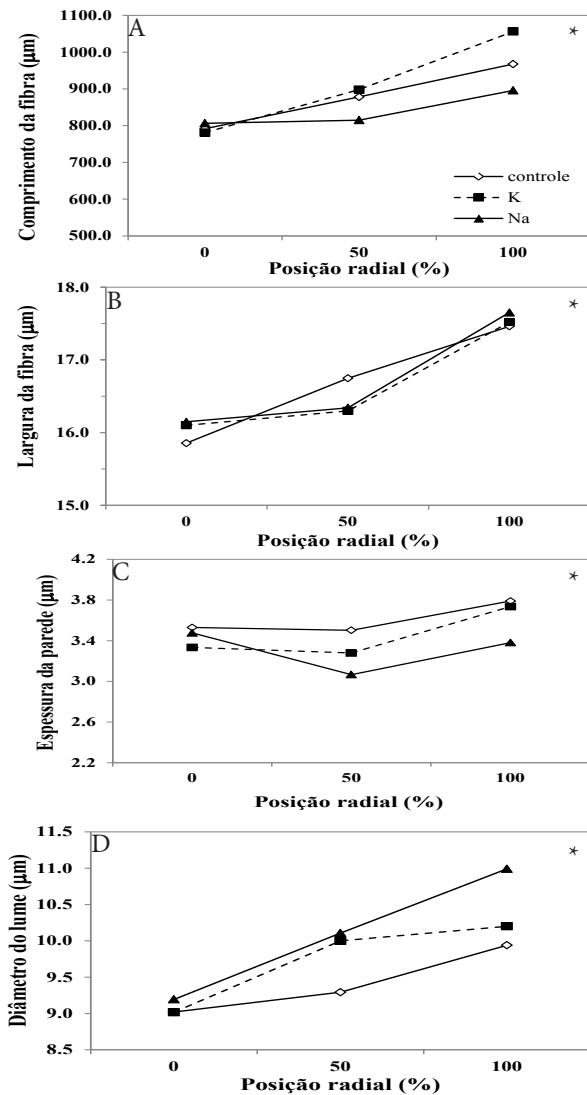 A
*
Comprimento da fibra (μm)
1100.0
1000.0
900.0
800.0
700.0
600.0
500.0
controle
K
Na
0 50 100
Posição radial (%)
B
*
Largura da fibra (μm)
18.0
17.0
16.0
15.0
0 50 100
Posição radial (%)
C
*
Espessura da parede (μm)
4.2
3.8
3.4
3.0
2.6
2.2
0 50 100
Posição radial (%)
D
*
Diâmetro do lume (μm)
11.5
11.0
10.5
10.0
9.5
9.0
8.5
0 50 100
Posição radial (%)